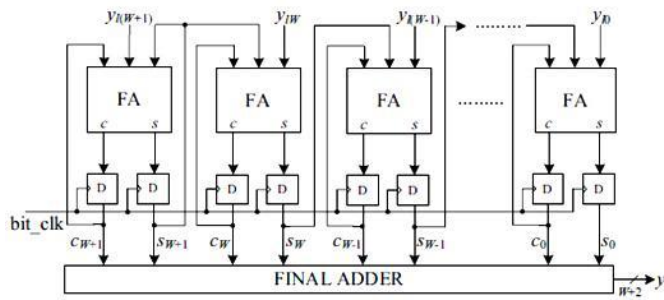 y_{l(W+1)} y_{lW} y_{l(W-1)} ........ y_{l0}
FA FA FA ........ FA
c s c s c s c s
D D D D D D D D
bit_clk
c_{W+1} s_{W+1} c_W s_W c_{W-1} s_{W-1} c_0 s_0
FINAL ADDER
W+2 y